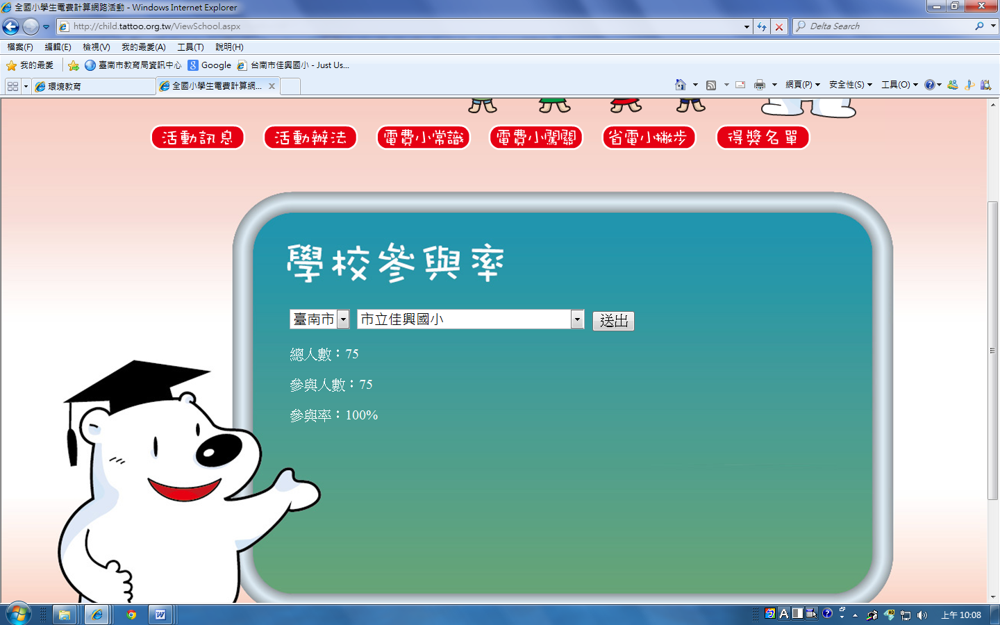 全國小學生電費計算網路活動 - Windows Internet Explorer
http://child.tattoo.org.tw/ViewSchool.aspx
Delta Search
檔案(F) 編輯(E) 檢視(V) 我的最愛(A) 工具(T) 說明(H)
我的最愛 臺南市教育局資訊中心 Google 台南市佳興國小 - Just Us...
環境教育 全國小學生電費計算網... 網頁(P) 安全性(S) 工具(O)
活動訊息 活動辦法 電費小常識 電費小闖關 省電小撇步 得獎名單
學校參與率
臺南市 市立佳興國小 送出
總人數：75
參與人數：75
參與率：100%
上午 10:08